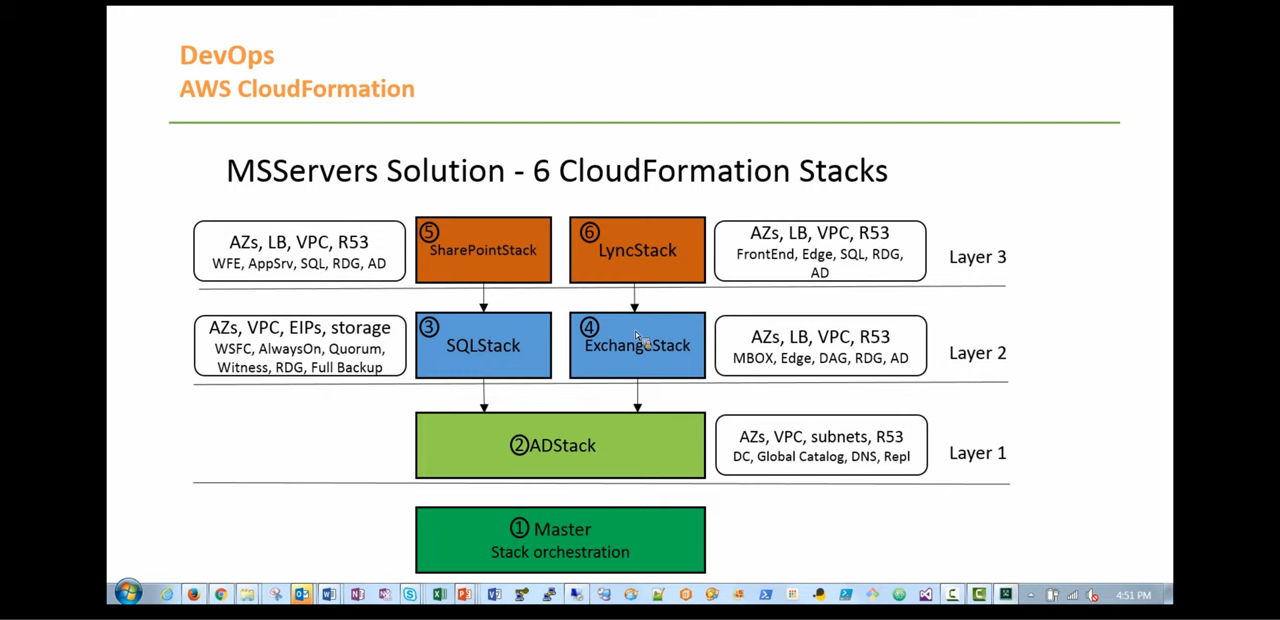 DevOps
AWS CloudFormation
MSServers Solution - 6 CloudFormation Stacks
AZs, LB, VPC, R53
WFE, AppSrv, SQL, RDG, AD
5
SharePointStack
6
LyncStack
AZs, LB, VPC, R53
FrontEnd, Edge, SQL, RDG,
AD
Layer 3
AZs, VPC, EIPs, storage
WSFC, AlwaysOn, Quorum,
Witness, RDG, Full Backup
3
SQLStack
4
ExchangeStack
AZs, LB, VPC, R53
MBOX, Edge, DAG, RDG, AD
Layer 2
2 ADStack
AZs, VPC, subnets, R53
DC, Global Catalog, DNS, Repl
Layer 1
1 Master
Stack orchestration
4:51 PM